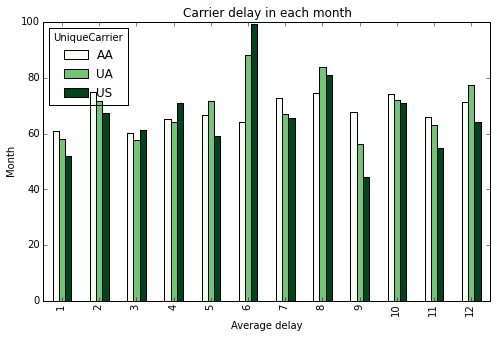 Carrier delay in each month
UniqueCarrier
AA
UA
US
100
80
60
40
20
0
Month
1 2 3 4 5 6 7 8 9 10 11 12
Average delay